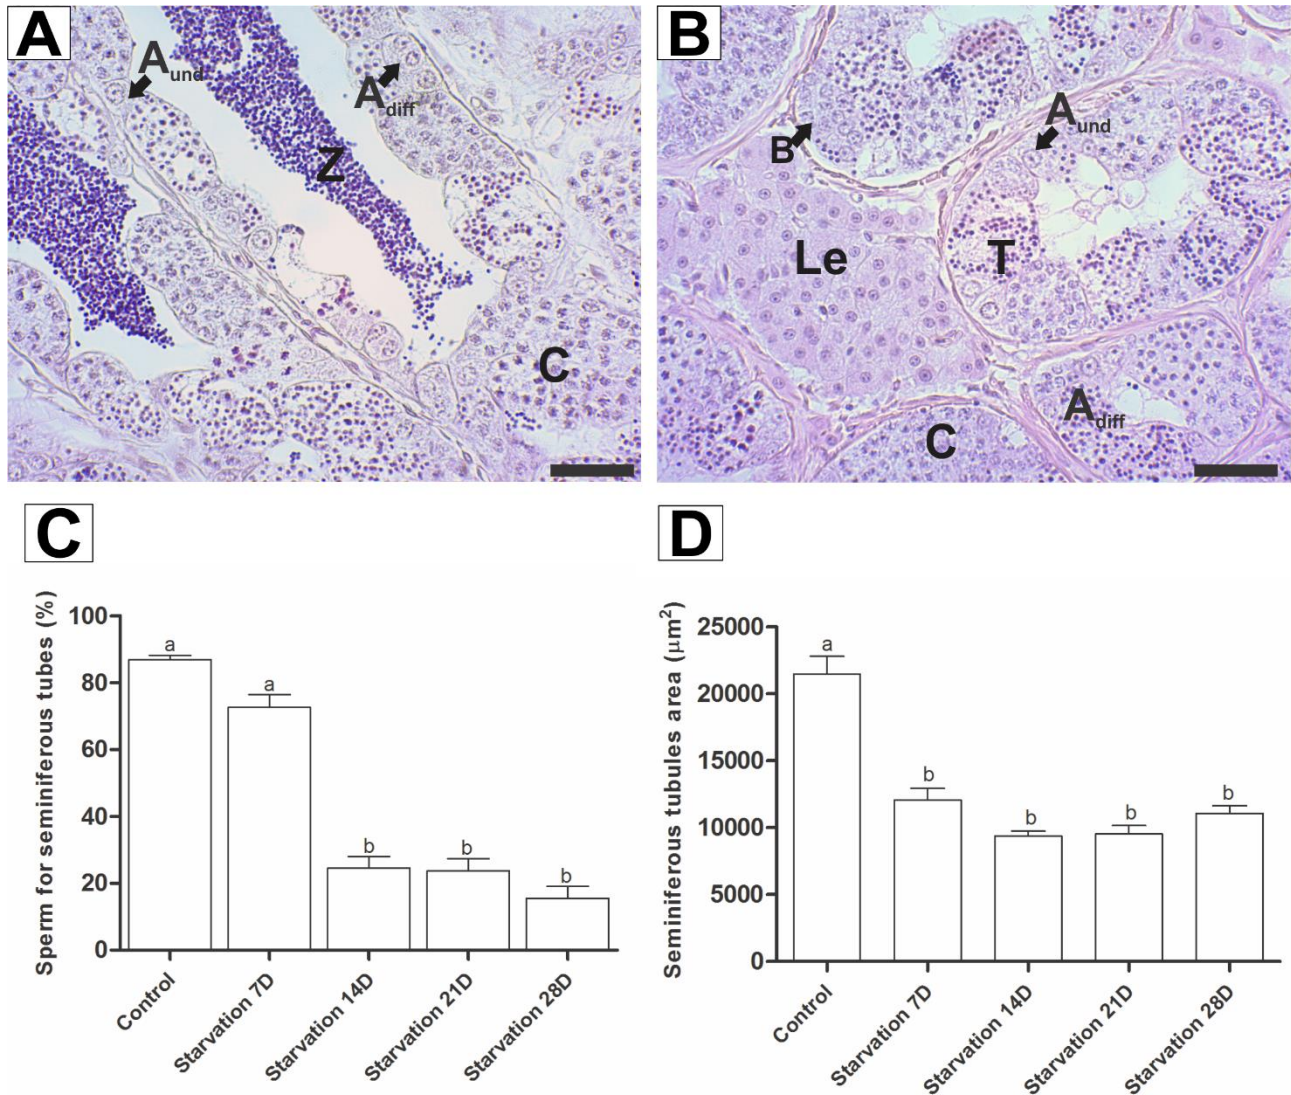 A
A und
A diff
Z
C
B
A und
B
Le
T
A diff
C
C
Sperm for seminiferous tubes (%)
100
80
60
40
20
0
a
a
b
b
b
Control
Starvation 7D
Starvation 14D
Starvation 21D
Starvation 28D
D
Seminiferous tubules area (μm²)
25000
20000
15000
10000
5000
0
a
b
b
b
b
Control
Starvation 7D
Starvation 14D
Starvation 21D
Starvation 28D